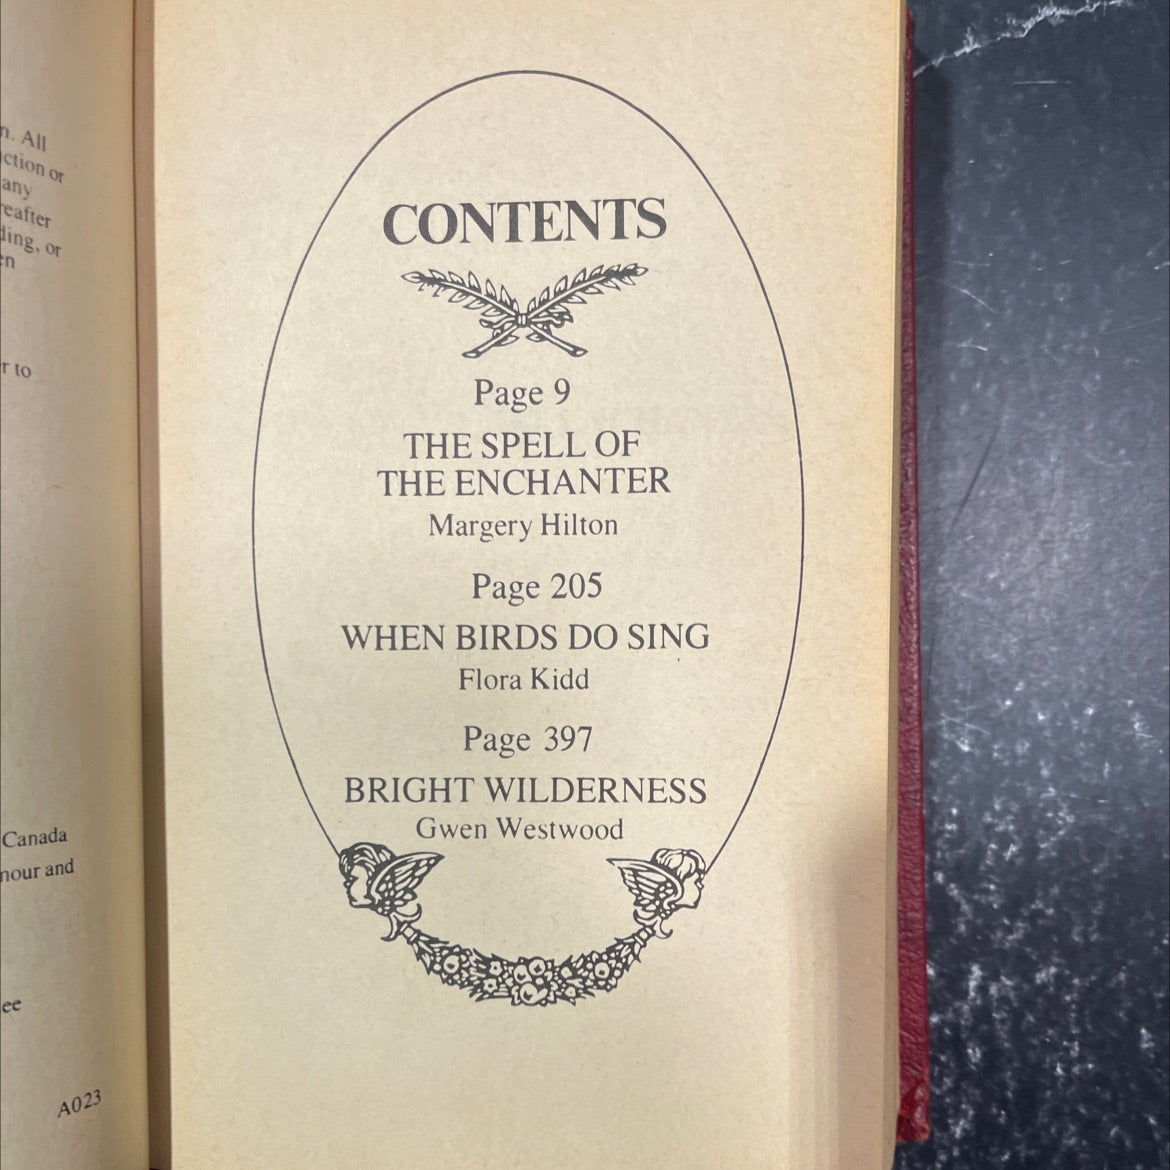 n. All
ction or
any
reafter
ding, or
en
r to
Canada
nour and
ee
A023
CONTENTS
Page 9
THE SPELL OF
THE ENCHANTER
Margery Hilton
Page 205
WHEN BIRDS DO SING
Flora Kidd
Page 397
BRIGHT WILDERNESS
Gwen Westwood